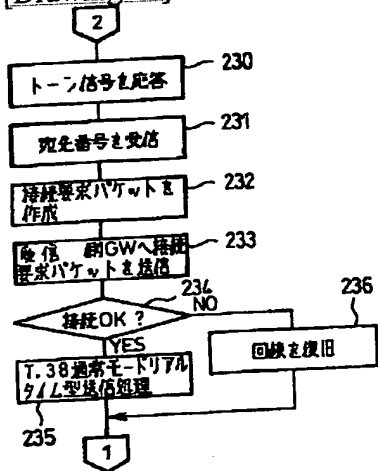 [Drawing
2
トーン信号を応答
230
宛先番号を受信
231
接続要求パケットを
作成
232
受信 側GWへ接続
要求パケットを送信
233
接続OK?
234
NO
YES
回線を復旧
236
T.38通常モードリアル
タイム型送信処理
235
1